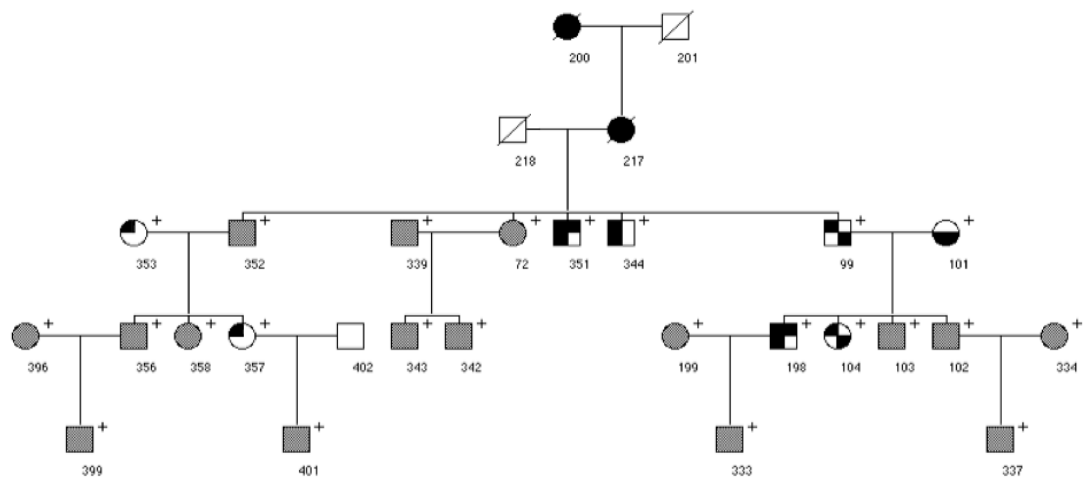 200 201
218 217
+ + + + + + + +
353 352 339 72 351 344 99 101
+ + + + + + + + + + + +
396 356 358 357 402 343 342 199 198 104 103 102 334
+ + + +
399 401 333 337